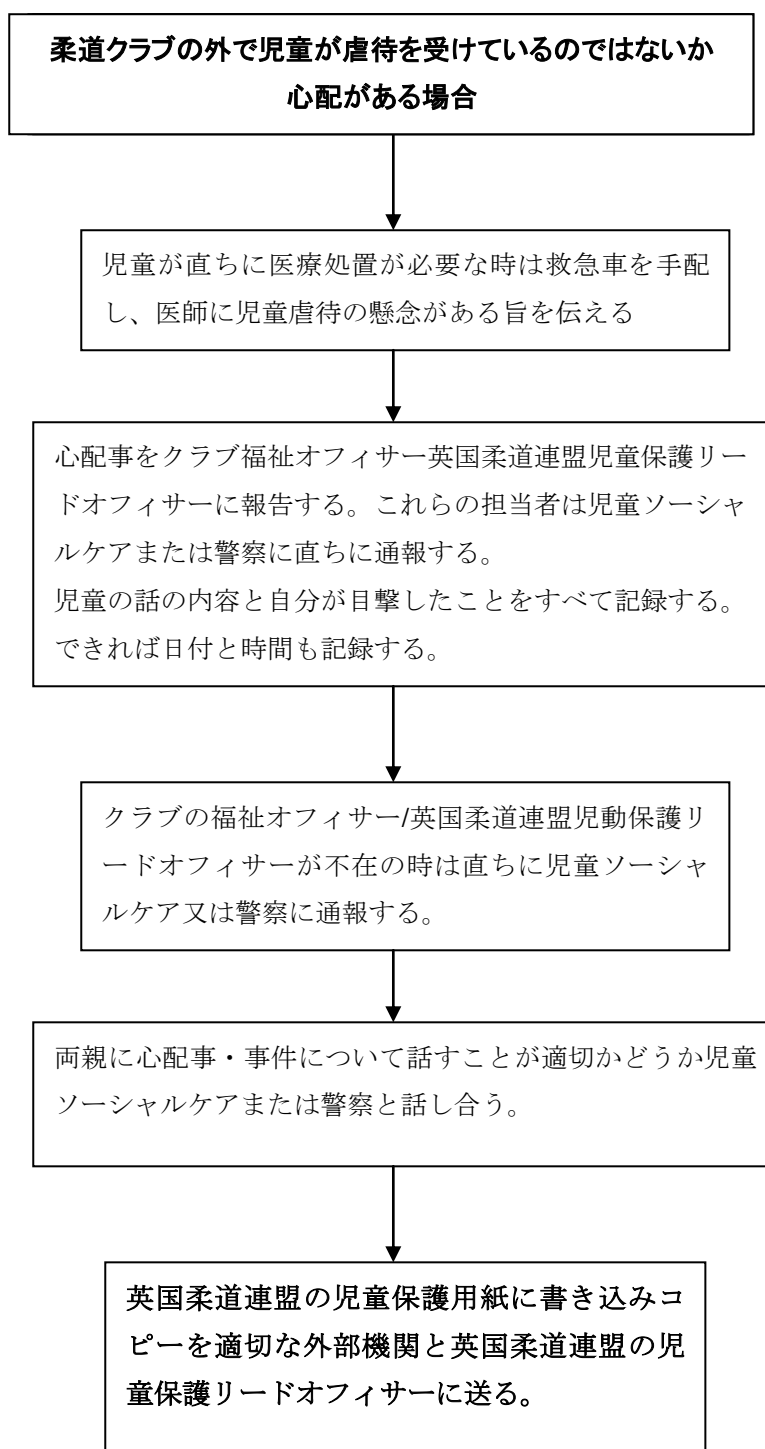 柔道クラブの外で児童が虐待を受けているのではないか
心配がある場合
児童が直ちに医療処置が必要な時は救急車を手配
し、医師に児童虐待の懸念がある旨を伝える
心配事をクラブ福祉オフィサー英国柔道連盟児童保護リー
ドオフィサーに報告する。これらの担当者は児童ソーシャ
ルケアまたは警察に直ちに通報する。
児童の話の内容と自分が目撃したことをすべて記録する。
できれば日付と時間も記録する。
クラブの福祉オフィサー/英国柔道連盟児動保護リ
ードオフィサーが不在の時は直ちに児童ソーシャ
ルケア又は警察に通報する。
両親に心配事・事件について話すことが適切かどうか児童
ソーシャルケアまたは警察と話し合う。
英国柔道連盟の児童保護用紙に書き込みコ
ピーを適切な外部機関と英国柔道連盟の児
童保護リードオフィサーに送る。